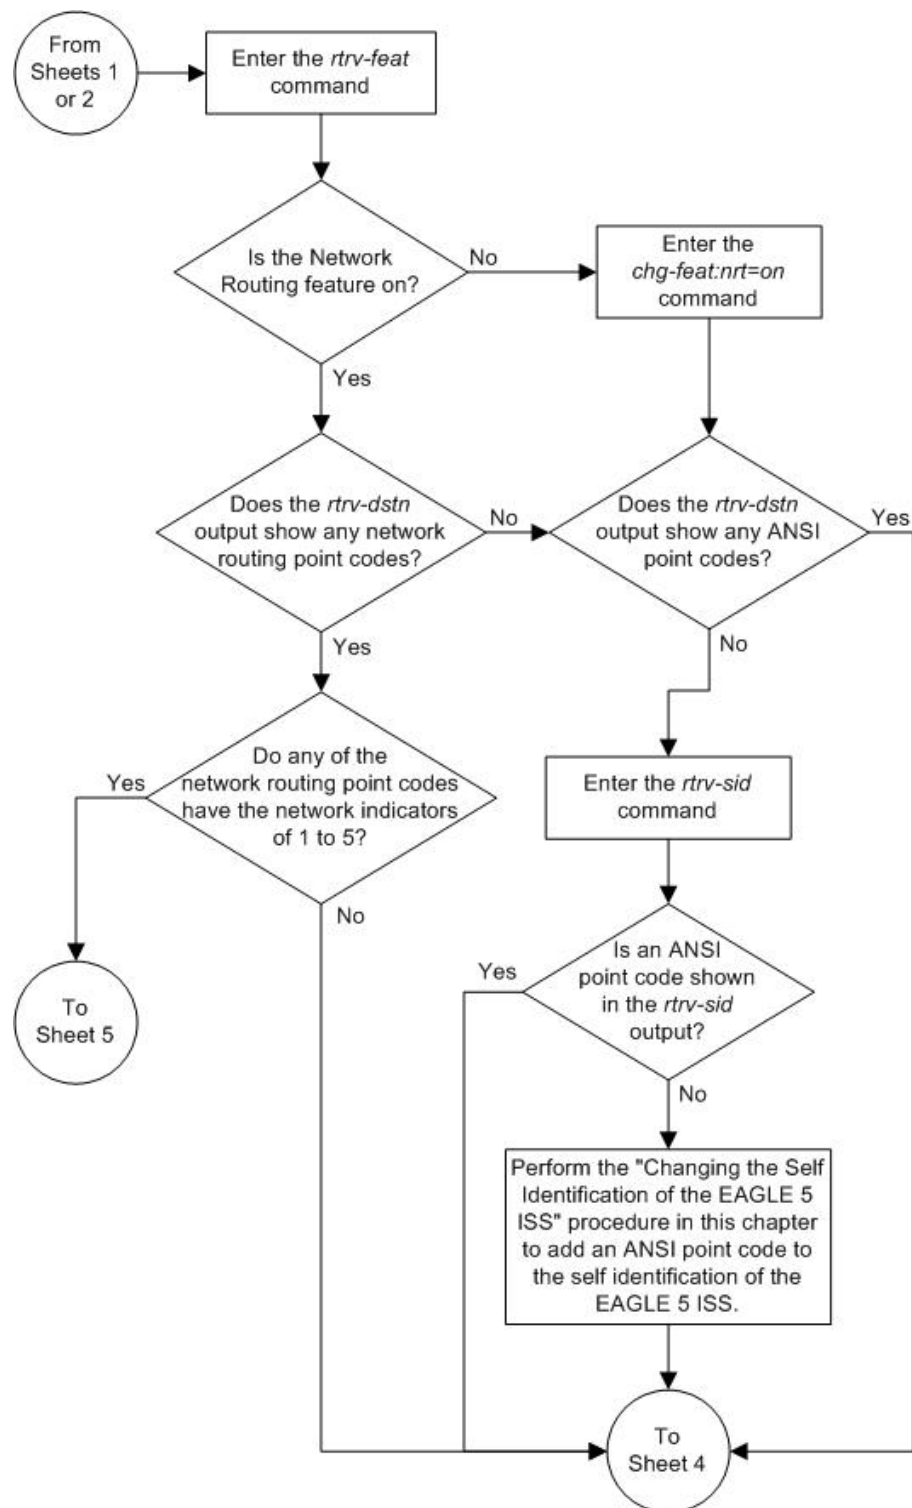 From
Sheets 1
or 2
Enter the rtrv-feat
command
Is the Network
Routing feature on?
No
Enter the
chg-feat:nrt=on
command
Yes
Does the rtrv-dstn
output show any network
routing point codes?
No
Does the rtrv-dstn
output show any ANSI
point codes?
Yes
Yes
No
Do any of the
network routing point codes
have the network indicators
of 1 to 5?
Yes
No
Enter the rtrv-sid
command
To
Sheet 5
Is an ANSI
point code shown
in the rtrv-sid
output?
Yes
No
Perform the "Changing the Self
Identification of the EAGLE 5
ISS" procedure in this chapter
to add an ANSI point code to
the self identification of the
EAGLE 5 ISS.
To
Sheet 4